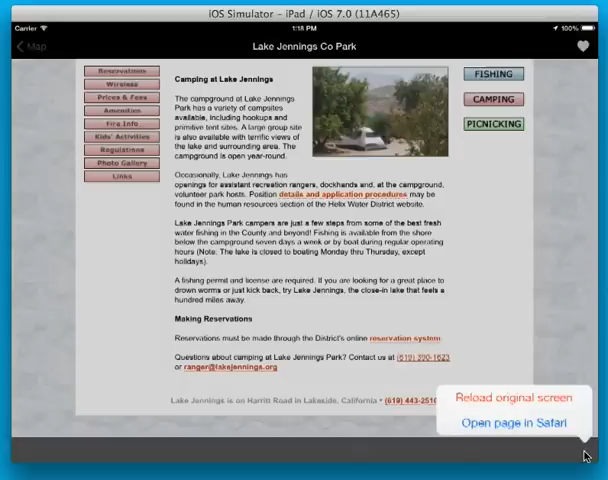 iOS Simulator - iPad / iOS 7.0 (11A465)
Carrier 1:18 PM 100%
Map Lake Jennings Co Park
Reservations
Wireless
Prices & Fees
Amenities
Fire Info
Kids' Activities
Regulations
Photo Gallery
Links
Camping at Lake Jennings
The campground at Lake Jennings
Park has a variety of campsites
available, including hookups and
primitive tent sites. A large group site
is also available with terrific views of
the lake and surrounding area. The
campground is open year-round.
FISHING
CAMPING
PICNICKING
Occasionally, Lake Jennings has
openings for assistant recreation rangers, dockhands and, at the campground,
volunteer park hosts. Position details and application procedures may be
found in the human resources section of the Helix Water District website.
Lake Jennings Park campers are just a few steps from some of the best fresh
water fishing in the County and beyond! Fishing is available from the shore
below the campground seven days a week or by boat during regular operating
hours (Note: The lake is closed to boating Monday thru Thursday, except
holidays).
A fishing permit and license are required. If you are looking for a great place to
drown worms or just kick back, try Lake Jennings, the close-in lake that feels a
hundred miles away.
Making Reservations
Reservations must be made through the District's online reservation system.
Questions about camping at Lake Jennings Park? Contact us at (619) 390-1623
or ranger@lakejennings.org
Lake Jennings is on Harritt Road in Lakeside, California • (619) 443-2510
Reload original screen
Open page in Safari